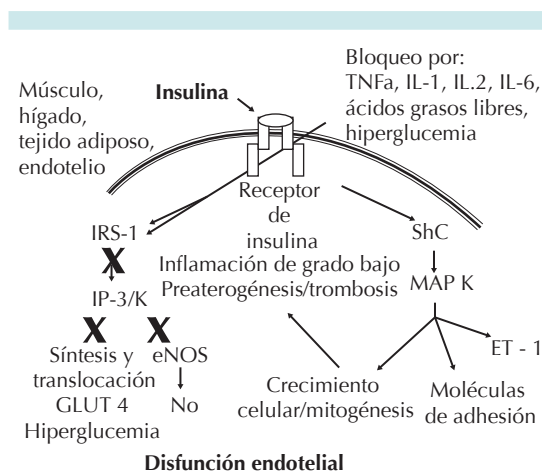 Músculo,
hígado,
tejido adiposo,
endotelio
Insulina
Bloqueo por:
TNFa, IL-1, IL.2, IL-6,
ácidos grasos libres,
hiperglucemia
Receptor
de
insulina
IRS-1
ShC
Inflamación de grado bajo
Preaterogénesis/trombosis
MAP K
IP-3/K
Síntesis y
translocación
GLUT 4
Hiperglucemia
eNOS
No
Crecimiento
celular/mitogénesis
Moléculas
de adhesión
ET - 1
Disfunción endotelial